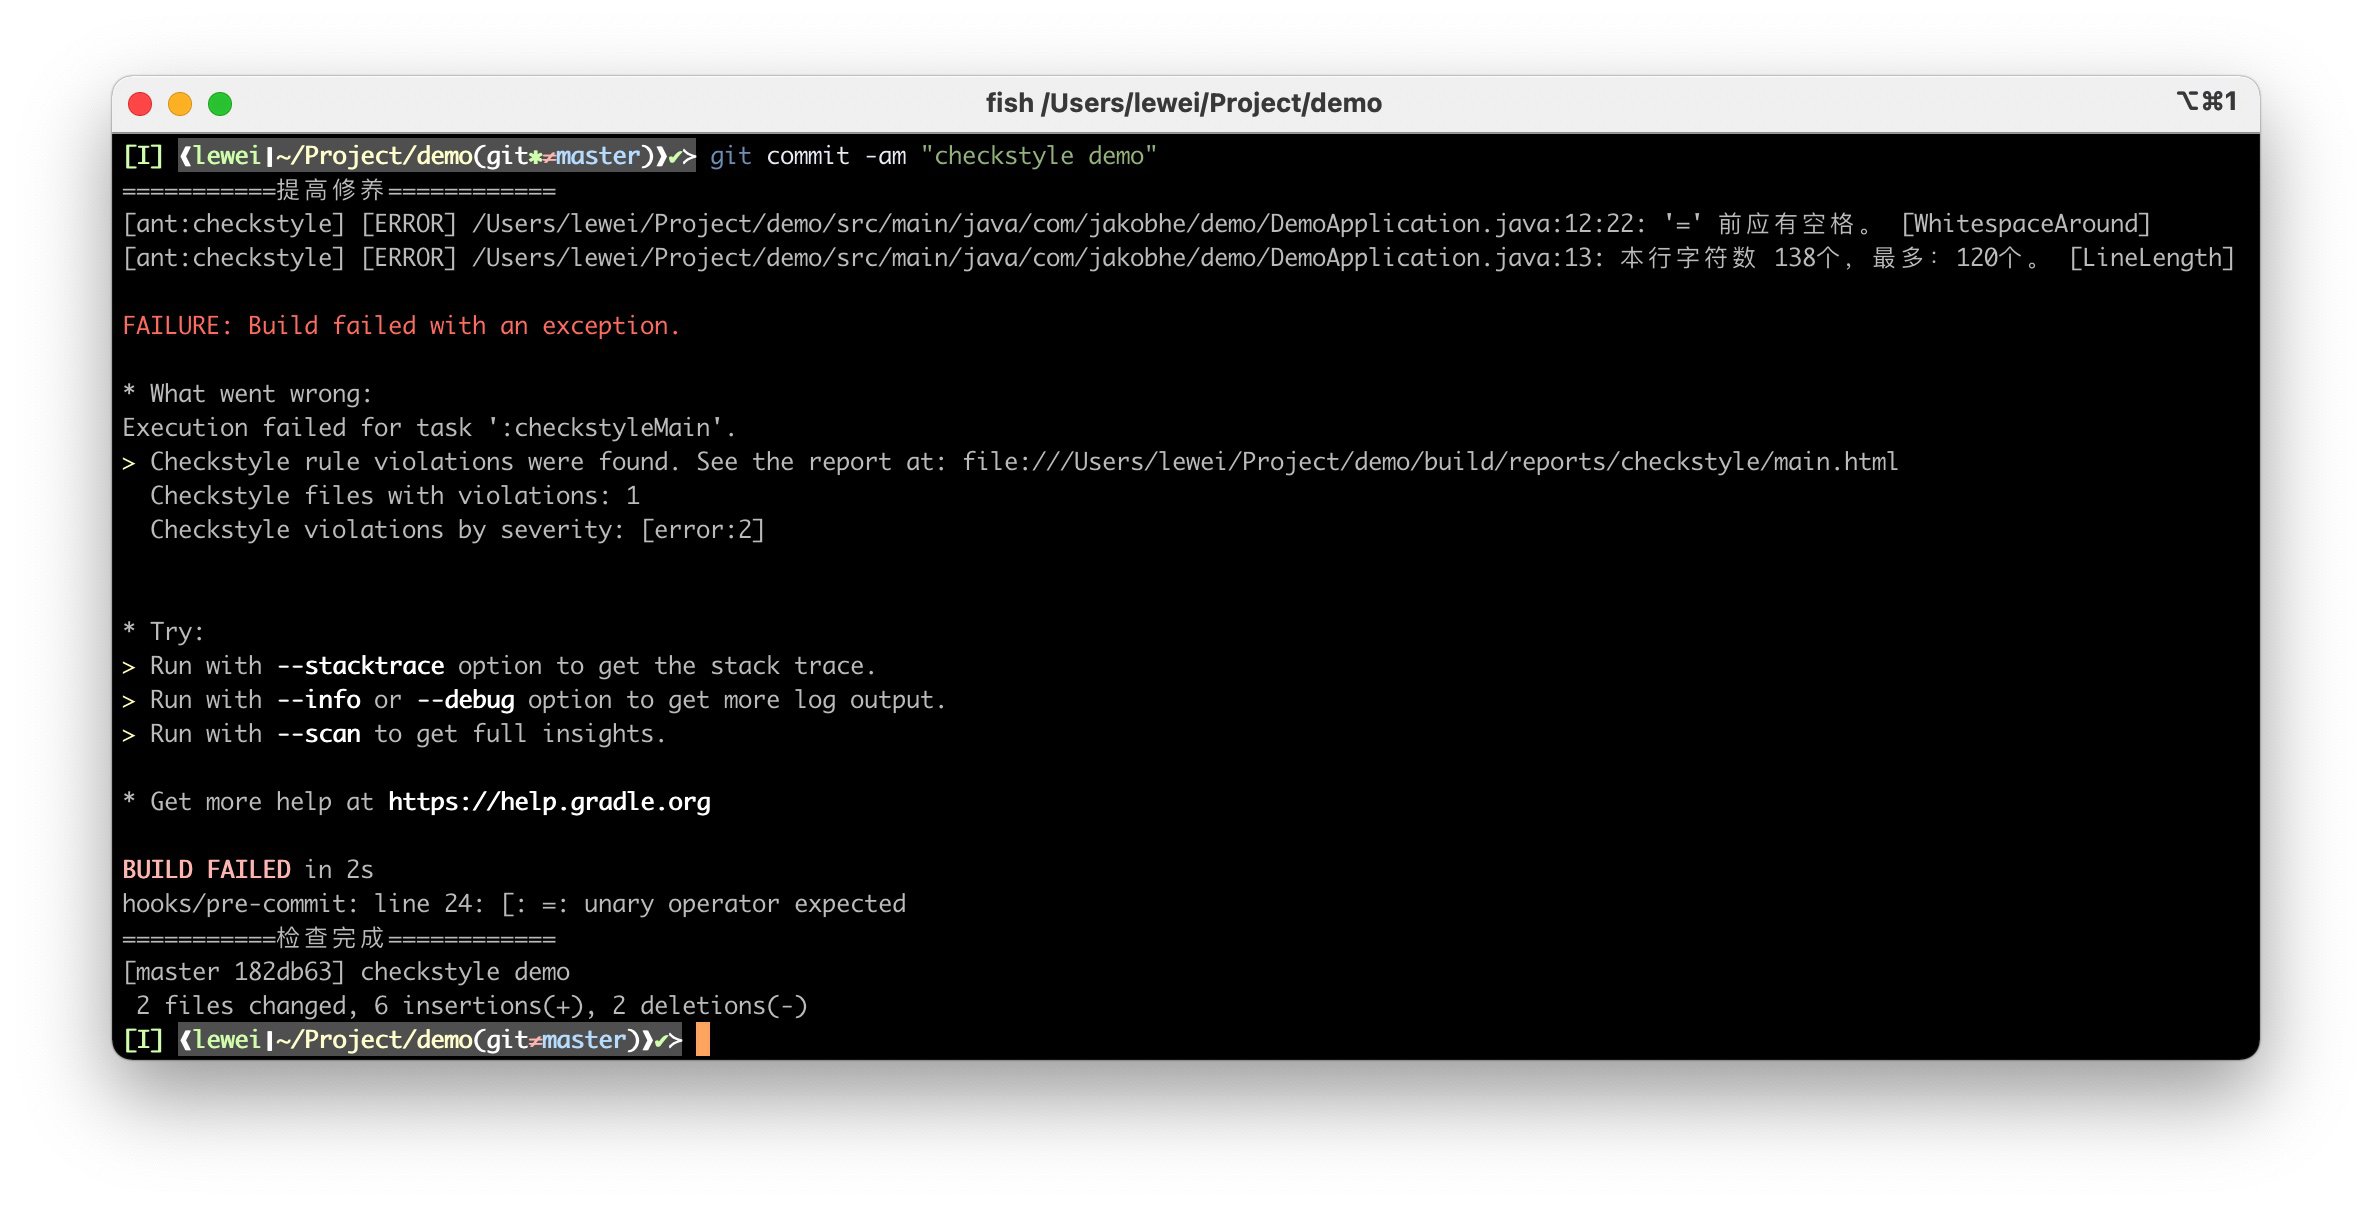 fish /Users/lewei/Project/demo
⌥⌘1
[I] ❰lewei❙~/Project/demo(git✱≠master)❱✔≻ git commit -am "checkstyle demo"
===========提高修养============
[ant:checkstyle] [ERROR] /Users/lewei/Project/demo/src/main/java/com/jakobhe/demo/DemoApplication.java:12:22: '=' 前应有空格。 [WhitespaceAround]
[ant:checkstyle] [ERROR] /Users/lewei/Project/demo/src/main/java/com/jakobhe/demo/DemoApplication.java:13: 本行字符数 138个，最多：120个。 [LineLength]
FAILURE: Build failed with an exception.
* What went wrong:
Execution failed for task ':checkstyleMain'.
> Checkstyle rule violations were found. See the report at: file:///Users/lewei/Project/demo/build/reports/checkstyle/main.html
  Checkstyle files with violations: 1
  Checkstyle violations by severity: [error:2]
* Try:
> Run with --stacktrace option to get the stack trace.
> Run with --info or --debug option to get more log output.
> Run with --scan to get full insights.
* Get more help at https://help.gradle.org
BUILD FAILED in 2s
hooks/pre-commit: line 24: [: =: unary operator expected
===========检查完成============
[master 182db63] checkstyle demo
 2 files changed, 6 insertions(+), 2 deletions(-)
[I] ❰lewei❙~/Project/demo(git≠master)❱✔≻